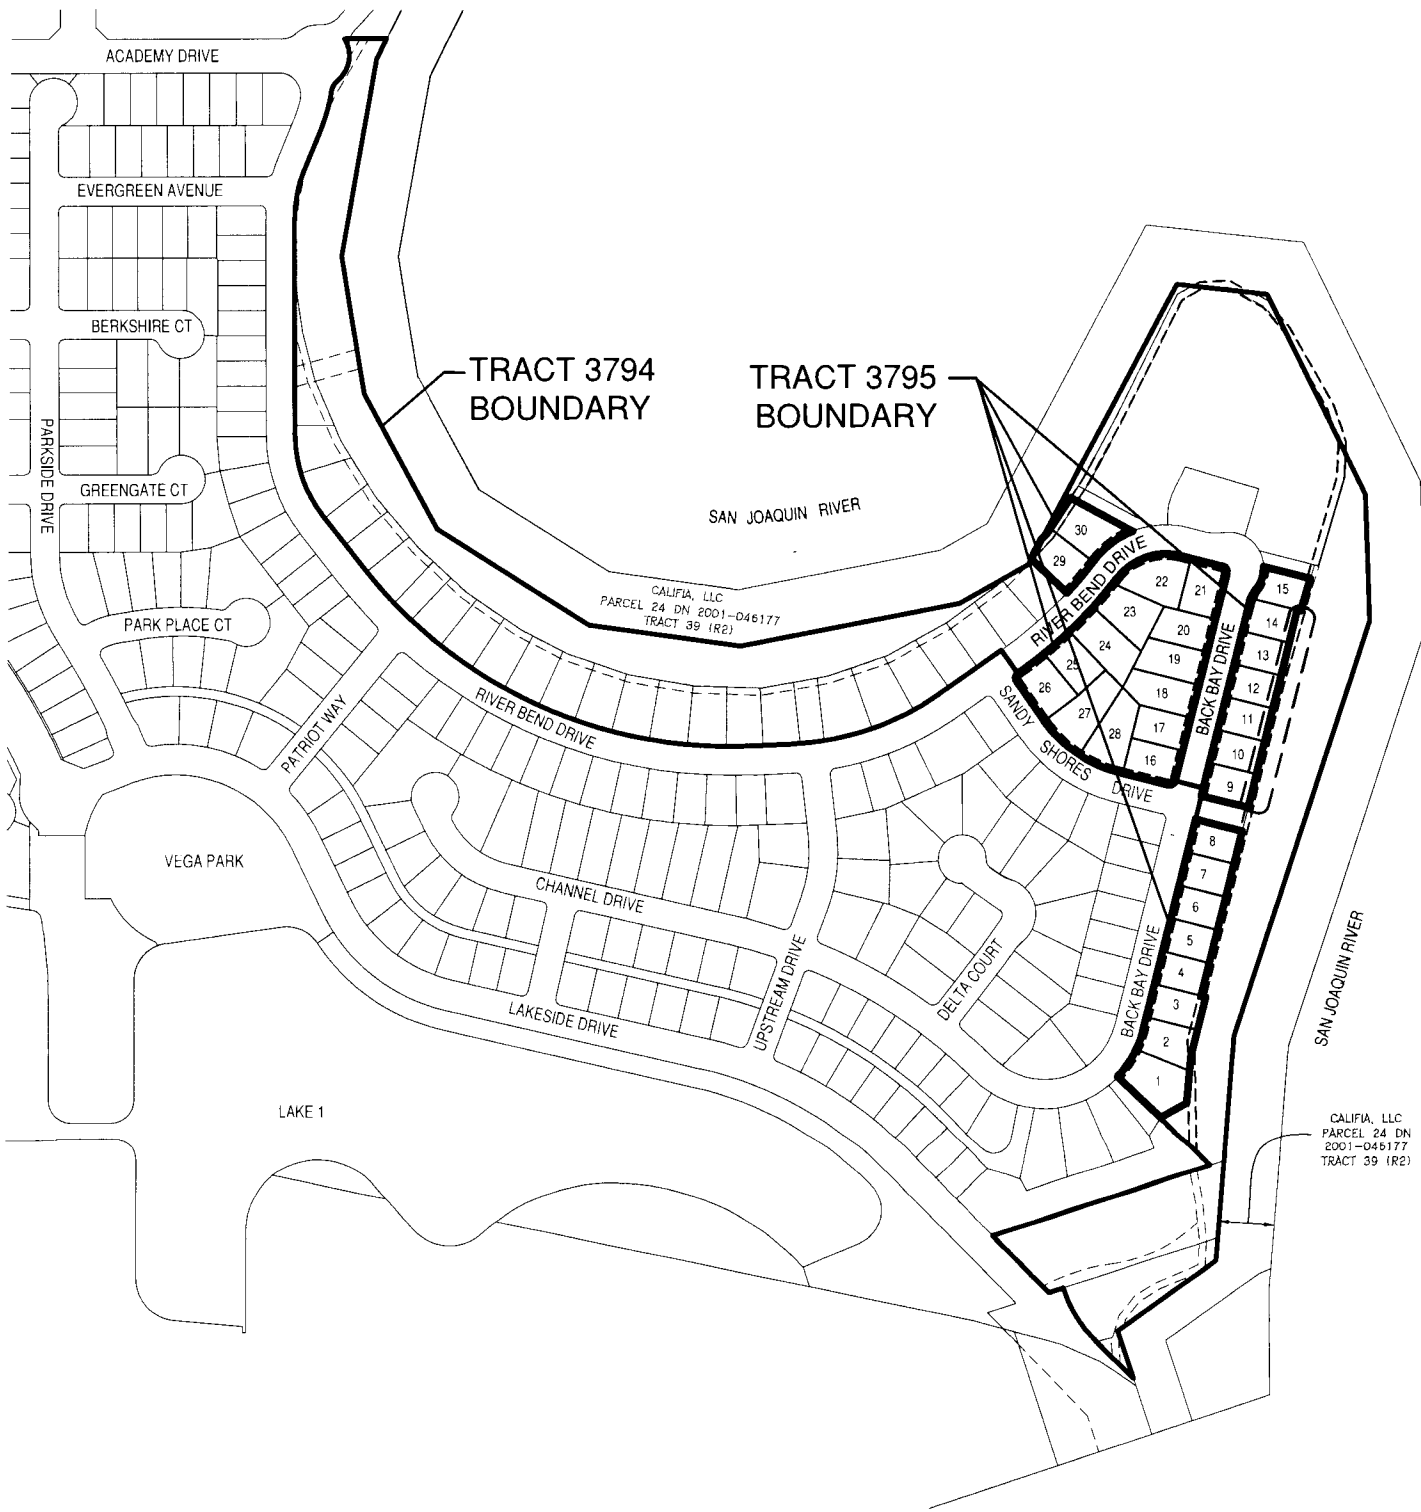 ACADEMY DRIVE
EVERGREEN AVENUE
BERKSHIRE CT
PARKSIDE DRIVE
GREENGATE CT
PARK PLACE CT
PATRIOT WAY
VEGA PARK
LAKE 1
TRACT 3794
BOUNDARY
TRACT 3795
BOUNDARY
SAN JOAQUIN RIVER
CALIFIA, LLC
PARCEL 24 DN 2001-046177
TRACT 39 (R2)
RIVER BEND DRIVE
RIVER BEND DRIVE
SANDY SHORES DRIVE
CHANNEL DRIVE
LAKESIDE DRIVE
UPSTREAM DRIVE
DELTA COURT
BACK BAY DRIVE
BACK BAY DRIVE
30
29
22
21
23
20
24
19
25
18
26
17
27
28
16
15
14
13
12
11
10
9
8
7
6
5
4
3
2
1
SAN JOAQUIN RIVER
CALIFIA, LLC
PARCEL 24 DN
2001-046177
TRACT 39 (R2)